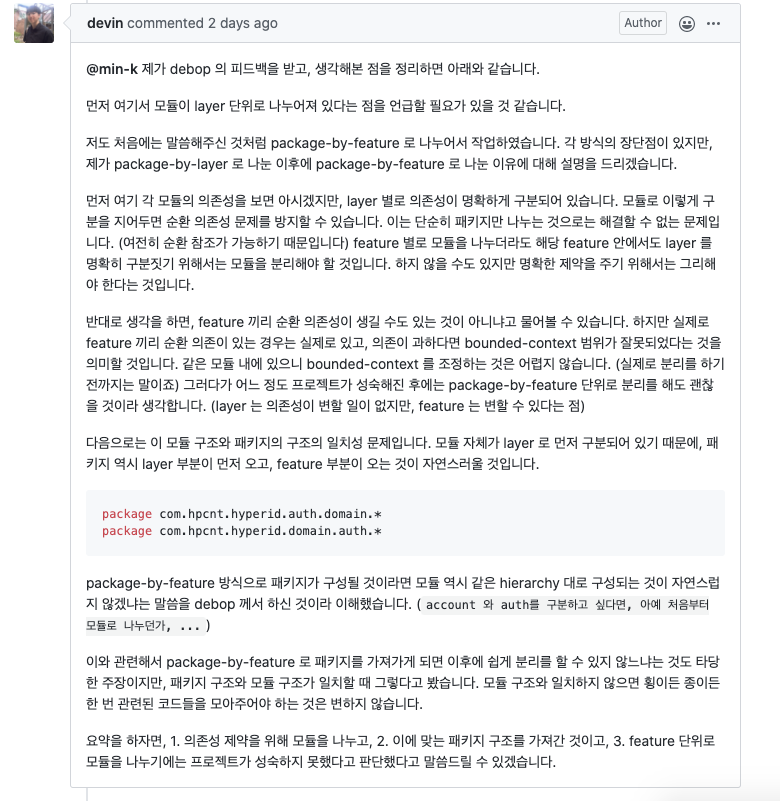 devin commented 2 days ago
Author
@min-k 제가 debop 의 피드백을 받고, 생각해본 점을 정리하면 아래와 같습니다.
먼저 여기서 모듈이 layer 단위로 나누어져 있다는 점을 언급할 필요가 있을 것 같습니다.
저도 처음에는 말씀해주신 것처럼 package-by-feature 로 나누어서 작업하였습니다. 각 방식의 장단점이 있지만,
제가 package-by-layer 로 나눈 이후에 package-by-feature 로 나눈 이유에 대해 설명을 드리겠습니다.
먼저 여기 각 모듈의 의존성을 보면 아시겠지만, layer 별로 의존성이 명확하게 구분되어 있습니다. 모듈로 이렇게 구
분을 지어두면 순환 의존성 문제를 방지할 수 있습니다. 이는 단순히 패키지만 나누는 것으로는 해결할 수 없는 문제입
니다. (여전히 순환 참조가 가능하기 때문입니다) feature 별로 모듈을 나누더라도 해당 feature 안에서도 layer 를
명확히 구분짓기 위해서는 모듈을 분리해야 할 것입니다. 하지 않을 수도 있지만 명확한 제약을 주기 위해서는 그리해
야 한다는 것입니다.
반대로 생각을 하면, feature 끼리 순환 의존성이 생길 수도 있는 것이 아니냐고 물어볼 수 있습니다. 하지만 실제로
feature 끼리 순환 의존이 있는 경우는 실제로 있고, 의존이 과하다면 bounded-context 범위가 잘못되었다는 것을
의미할 것입니다. 같은 모듈 내에 있으니 bounded-context 를 조정하는 것은 어렵지 않습니다. (실제로 분리를 하기
전까지는 말이죠) 그러다가 어느 정도 프로젝트가 성숙해진 후에는 package-by-feature 단위로 분리를 해도 괜찮
을 것이라 생각합니다. (layer 는 의존성이 변할 일이 없지만, feature 는 변할 수 있다는 점)
다음으로는 이 모듈 구조와 패키지의 구조의 일치성 문제입니다. 모듈 자체가 layer 로 먼저 구분되어 있기 때문에, 패
키지 역시 layer 부분이 먼저 오고, feature 부분이 오는 것이 자연스러울 것입니다.
package com.hpcnt.hyperid.auth.domain.*
package com.hpcnt.hyperid.domain.auth.*
package-by-feature 방식으로 패키지가 구성될 것이라면 모듈 역시 같은 hierarchy 대로 구성되는 것이 자연스럽
지 않겠냐는 말씀을 debop 께서 하신 것이라 이해했습니다. ( account 와 auth를 구분하고 싶다면, 아예 처음부터
모듈로 나누던가, ... )
이와 관련해서 package-by-feature 로 패키지를 가져가게 되면 이후에 쉽게 분리를 할 수 있지 않느냐는 것도 타당
한 주장이지만, 패키지 구조와 모듈 구조가 일치할 때 그렇다고 봤습니다. 모듈 구조와 일치하지 않으면 횡이든 종이든
한 번 관련된 코드들을 모아주어야 하는 것은 변하지 않습니다.
요약을 하자면, 1. 의존성 제약을 위해 모듈을 나누고, 2. 이에 맞는 패키지 구조를 가져간 것이고, 3. feature 단위로
모듈을 나누기에는 프로젝트가 성숙하지 못했다고 판단했다고 말씀드릴 수 있겠습니다.